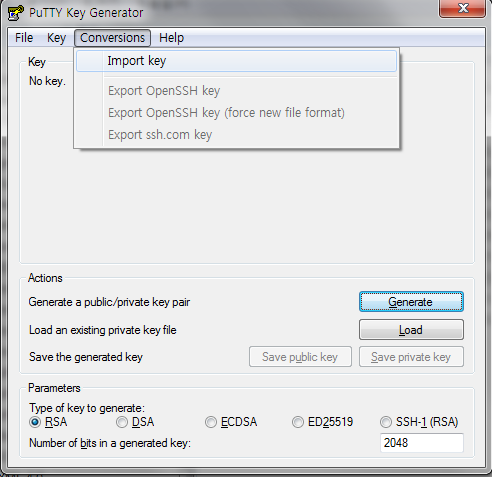 PuTTY Key Generator
File Key Conversions Help
Import key
Export OpenSSH key
Export OpenSSH key (force new file format)
Export ssh.com key
Key
No key.
Actions
Generate a public/private key pair Generate
Load an existing private key file Load
Save the generated key Save public key Save private key
Parameters
Type of key to generate:
RSA DSA ECDSA ED25519 SSH-1 (RSA)
Number of bits in a generated key: 2048